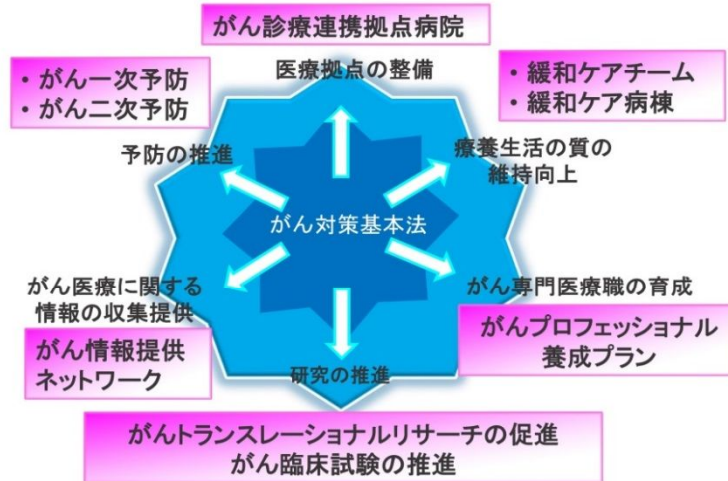 がん診療連携拠点病院
医療拠点の整備
・がん一次予防
・がん二次予防
予防の推進
・緩和ケアチーム
・緩和ケア病棟
療養生活の質の
維持向上
がん対策基本法
がん医療に関する
情報の収集提供
がん情報提供
ネットワーク
がん専門医療職の育成
がんプロフェッショナル
養成プラン
研究の推進
がんトランスレーショナルリサーチの促進
がん臨床試験の推進